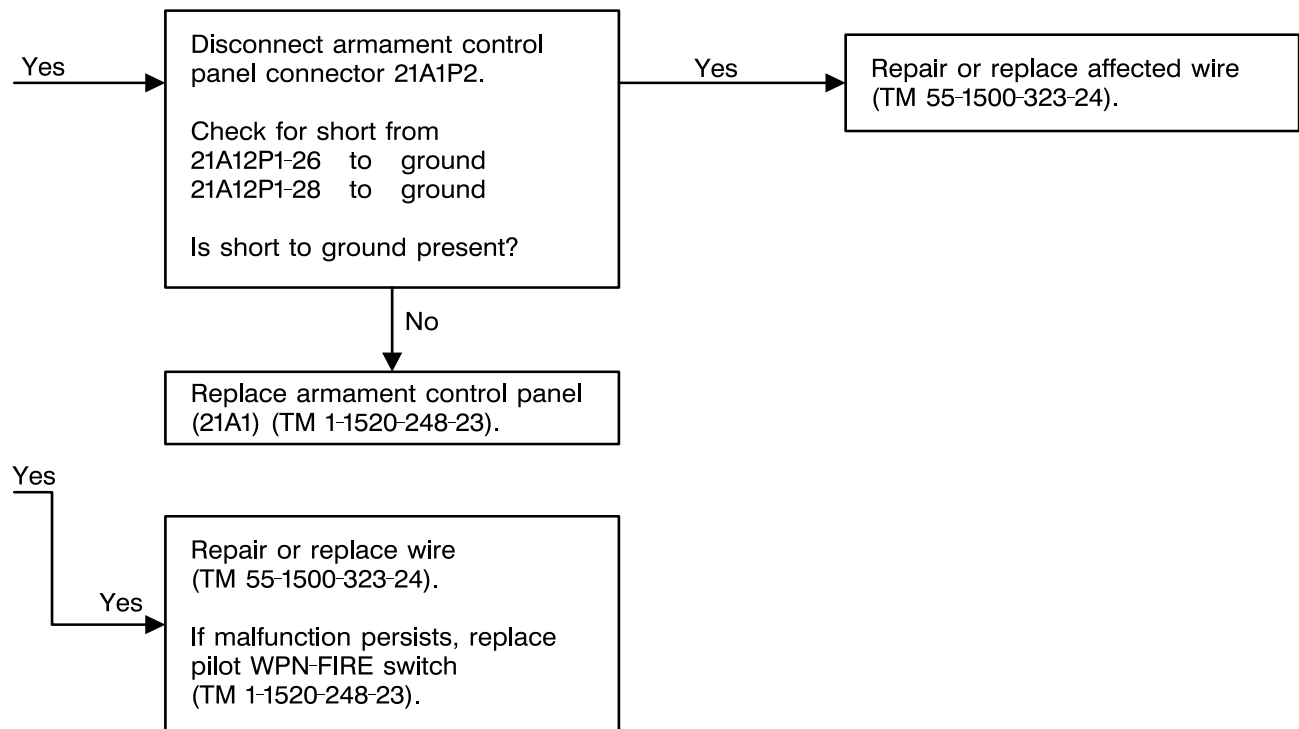 Yes
Disconnect armament control
panel connector 21A1P2.
Check for short from
21A12P1-26 to ground
21A12P1-28 to ground
Is short to ground present?
Yes
Repair or replace affected wire
(TM 55-1500-323-24).
No
Replace armament control panel
(21A1) (TM 1-1520-248-23).
Yes
Yes
Repair or replace wire
(TM 55-1500-323-24).
If malfunction persists, replace
pilot WPN-FIRE switch
(TM 1-1520-248-23).